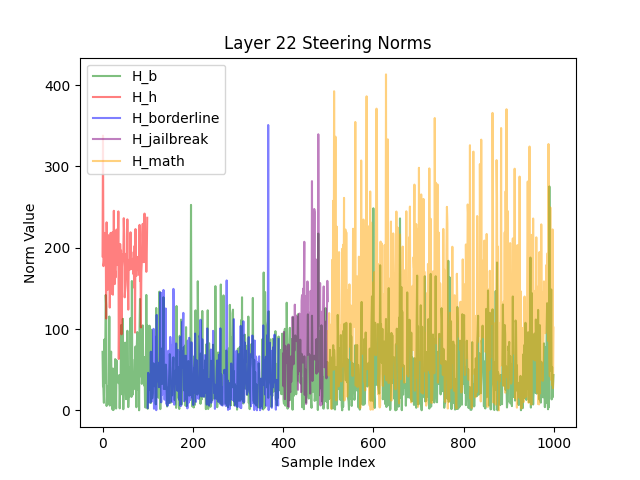 Layer 22 Steering Norms
H_b
H_h
H_borderline
H_jailbreak
H_math
Norm Value
400
300
200
100
0
0
200
400
600
800
1000
Sample Index